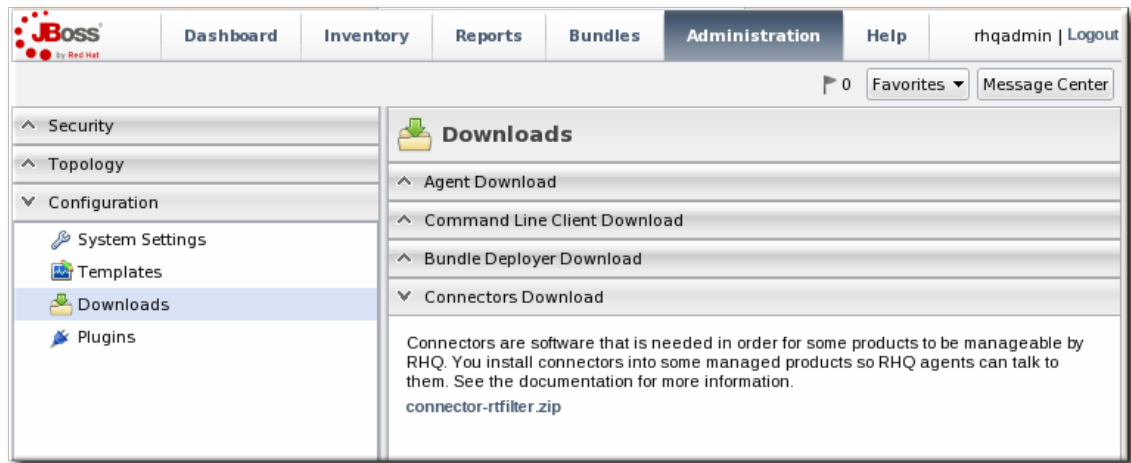 JBoss
by Red Hat
Dashboard
Inventory
Reports
Bundles
Administration
Help
rhqadmin | Logout
0
Favorites
Message Center
Security
Topology
Configuration
System Settings
Templates
Downloads
Plugins
Downloads
Agent Download
Command Line Client Download
Bundle Deployer Download
Connectors Download
Connectors are software that is needed in order for some products to be manageable by
RHQ. You install connectors into some managed products so RHQ agents can talk to
them. See the documentation for more information.
connector-rtfilter.zip